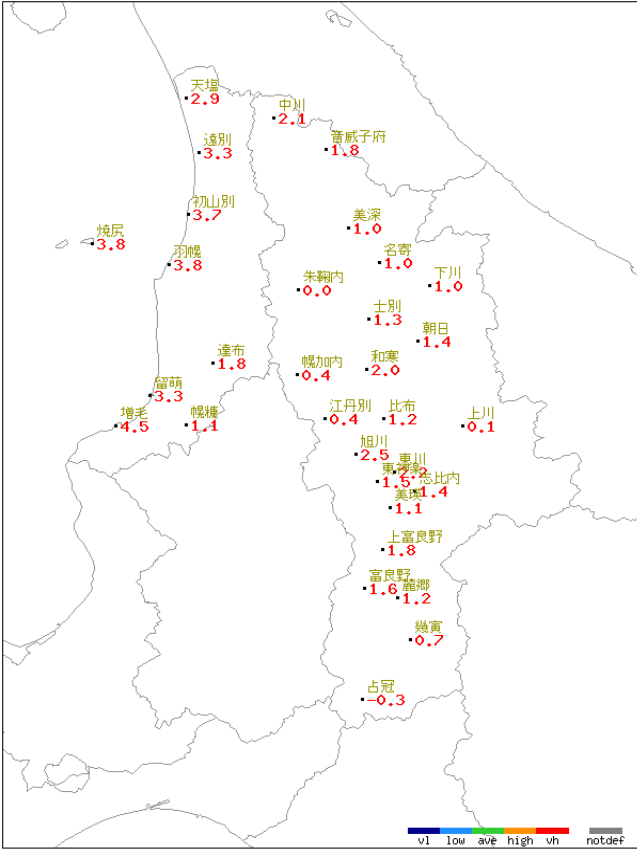 天塩
2.9
中川
2.1
音威子府
1.8
遠別
3.3
初山別
3.7
美深
1.0
焼尻
3.8
羽幌
3.8
名寄
1.0
下川
1.0
朱鞠内
0.0
士別
1.3
朝日
1.4
達布
1.8
和寒
2.0
幌加内
0.4
留萌
3.3
増毛
4.5
幌糠
1.1
江丹別
0.4
比布
1.2
上川
0.1
旭川
2.5
東川
2.2
東神楽
1.5
志比内
1.4
美瑛
1.1
上富良野
1.8
富良野
1.6
麓郷
1.2
幾寅
0.7
占冠
-0.3
vl low ave high vh notdef